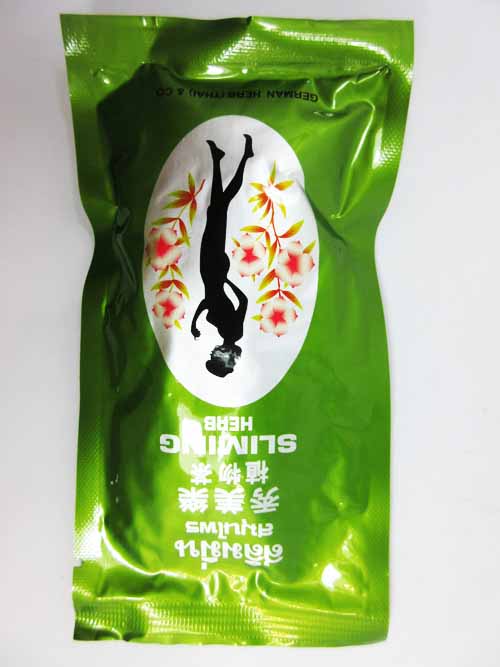 สมุนไพร
秀美樂
植物茶
SLIMING
HERB
GERMAN HERB (THAI) & CO